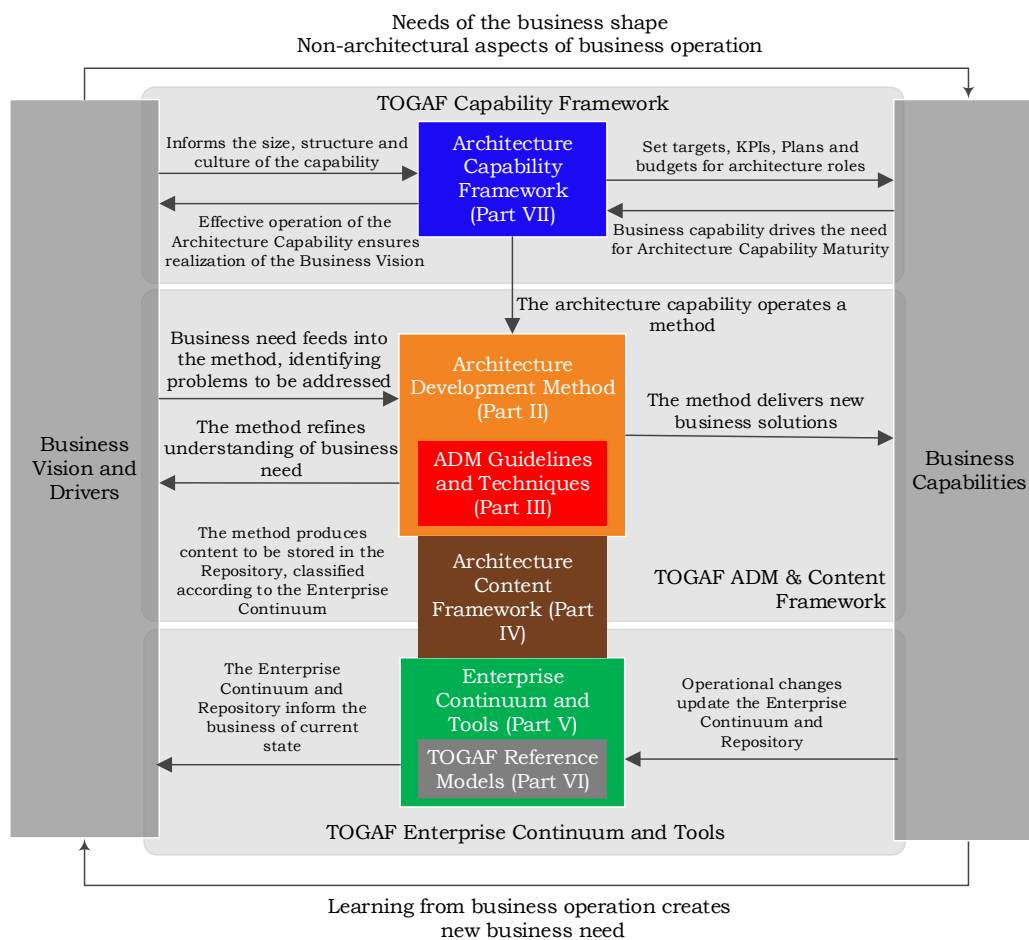 Needs of the business shape
Non-architectural aspects of business operation
TOGAF Capability Framework
Informs the size, structure and
culture of the capability
Architecture
Capability
Framework
(Part VII)
Set targets, KPIs, Plans and
budgets for architecture roles
Effective operation of the
Architecture Capability ensures
realization of the Business Vision
Business capability drives the need
for Architecture Capability Maturity
The architecture capability operates a
method
Business need feeds into
the method, identifying
problems to be addressed
Architecture
Development Method
(Part II)
The method delivers new
business solutions
The method refines
understanding of business
need
ADM Guidelines
and Techniques
(Part III)
Business
Vision and
Drivers
Business
Capabilities
The method produces
content to be stored in the
Repository, classified
according to the Enterprise
Continuum
Architecture
Content
Framework (Part
IV)
TOGAF ADM & Content
Framework
The Enterprise
Continuum and
Repository inform the
business of current
state
Enterprise
Continuum and
Tools (Part V)
TOGAF Reference
Models (Part VI)
Operational changes
update the Enterprise
Continuum and
Repository
TOGAF Enterprise Continuum and Tools
Learning from business operation creates
new business need